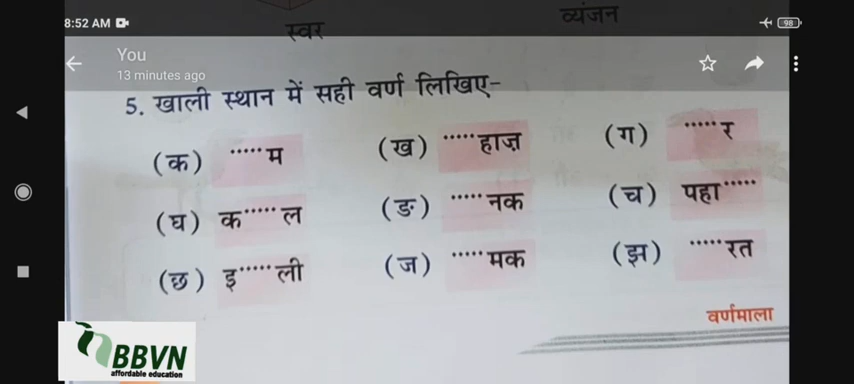 8:52 AM 98
स्वर व्यंजन
You
13 minutes ago
5. खाली स्थान में सही वर्ण लिखिए-
(क) .....म (ख) .....हाज़ (ग) .....र
(घ) क.....ल (ङ) .....नक (च) पहा.....
(छ) इ.....ली (ज) .....मक (झ) .....रत
वर्णमाला
BBVN
affordable education